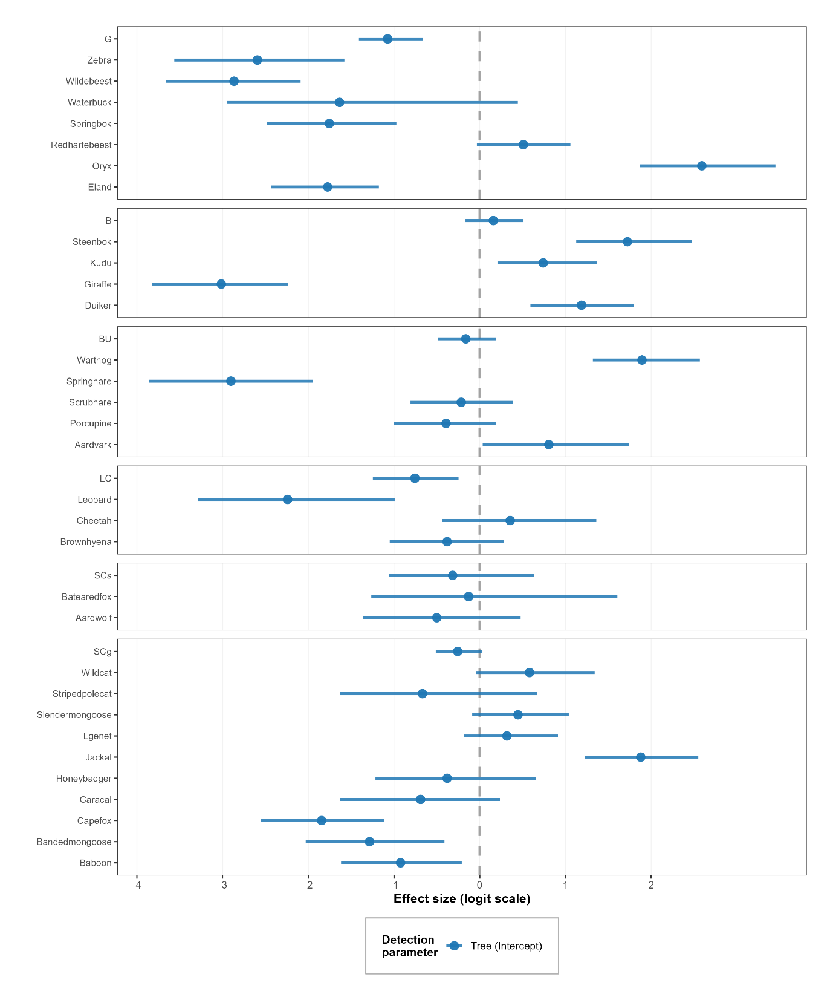 G
Zebra
Wildebeest
Waterbuck
Springbok
Redhartebeest
Oryx
Eland
B
Steenbok
Kudu
Giraffe
Duiker
BU
Warthog
Springhare
Scrubhare
Porcupine
Aardvark
LC
Leopard
Cheetah
Brownhyena
SCs
Batearedfox
Aardwolf
SCg
Wildcat
Stripedpolecat
Slendermongoose
Lgenet
Jackal
Honeybadger
Caracal
Capefox
Bandedmongoose
Baboon
-4 -3 -2 -1 0 1 2
Effect size (logit scale)
Detection
parameter
Tree (Intercept)